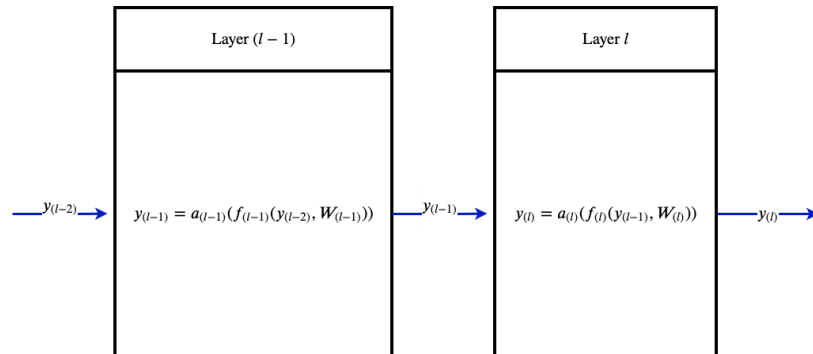 Layer (l − 1)
Layer l
y(l−2)
y(l−1) = a(l−1)(f(l−1)(y(l−2), W(l−1)))
y(l−1)
y(l) = a(l)(f(l)(y(l−1), W(l)))
y(l)